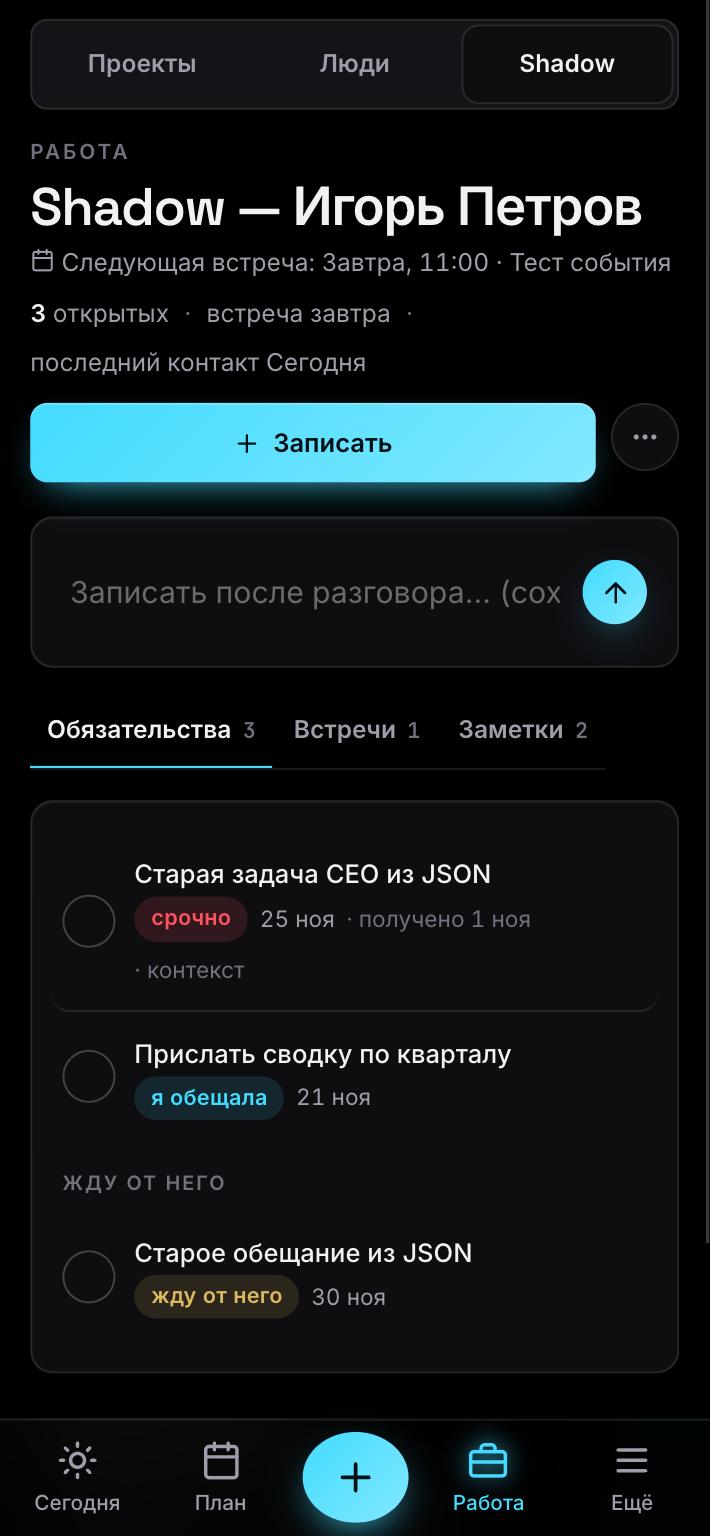 Проекты Люди Shadow
РАБОТА
Shadow — Игорь Петров
Следующая встреча: Завтра, 11:00 · Тест события
3 открытых · встреча завтра ·
последний контакт Сегодня
+ Записать
Записать после разговора... (сох
Обязательства 3 Встречи 1 Заметки 2
Старая задача CEO из JSON
срочно 25 ноя · получено 1 ноя
· контекст
Прислать сводку по кварталу
я обещала 21 ноя
ЖДУ ОТ НЕГО
Старое обещание из JSON
жду от него 30 ноя
Сегодня План Работа Ещё